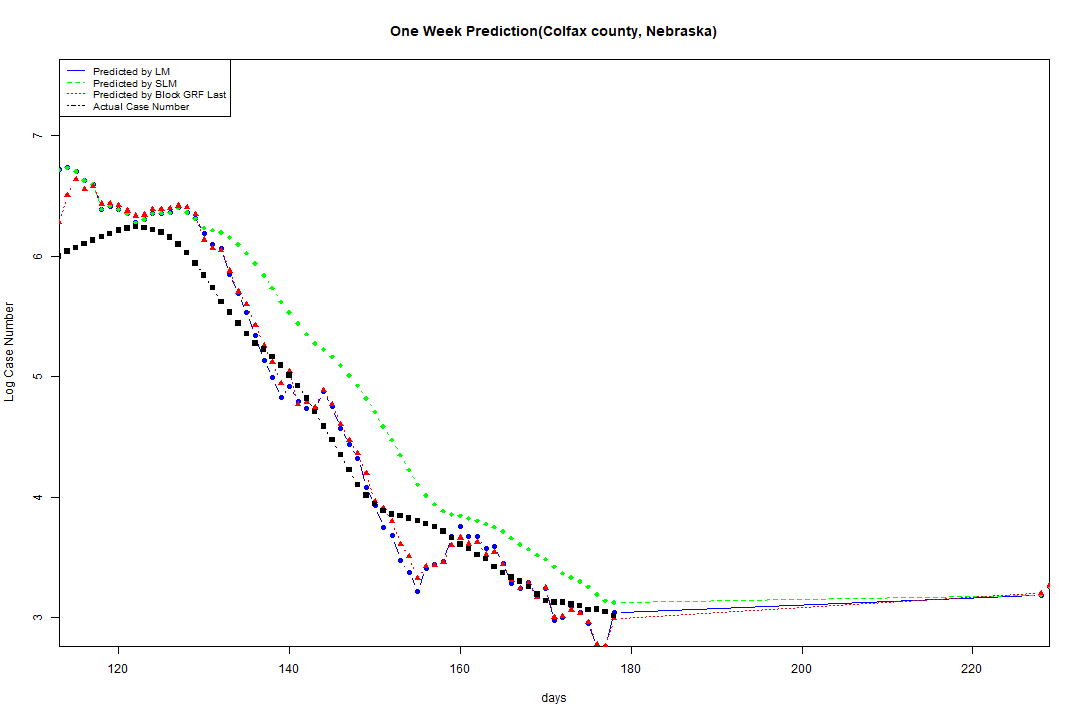 One Week Prediction(Colfax county, Nebraska)
Predicted by LM
Predicted by SLM
Predicted by Block GRF Last
Actual Case Number
Log Case Number
7
6
5
4
3
120 140 160 180 200 220
days